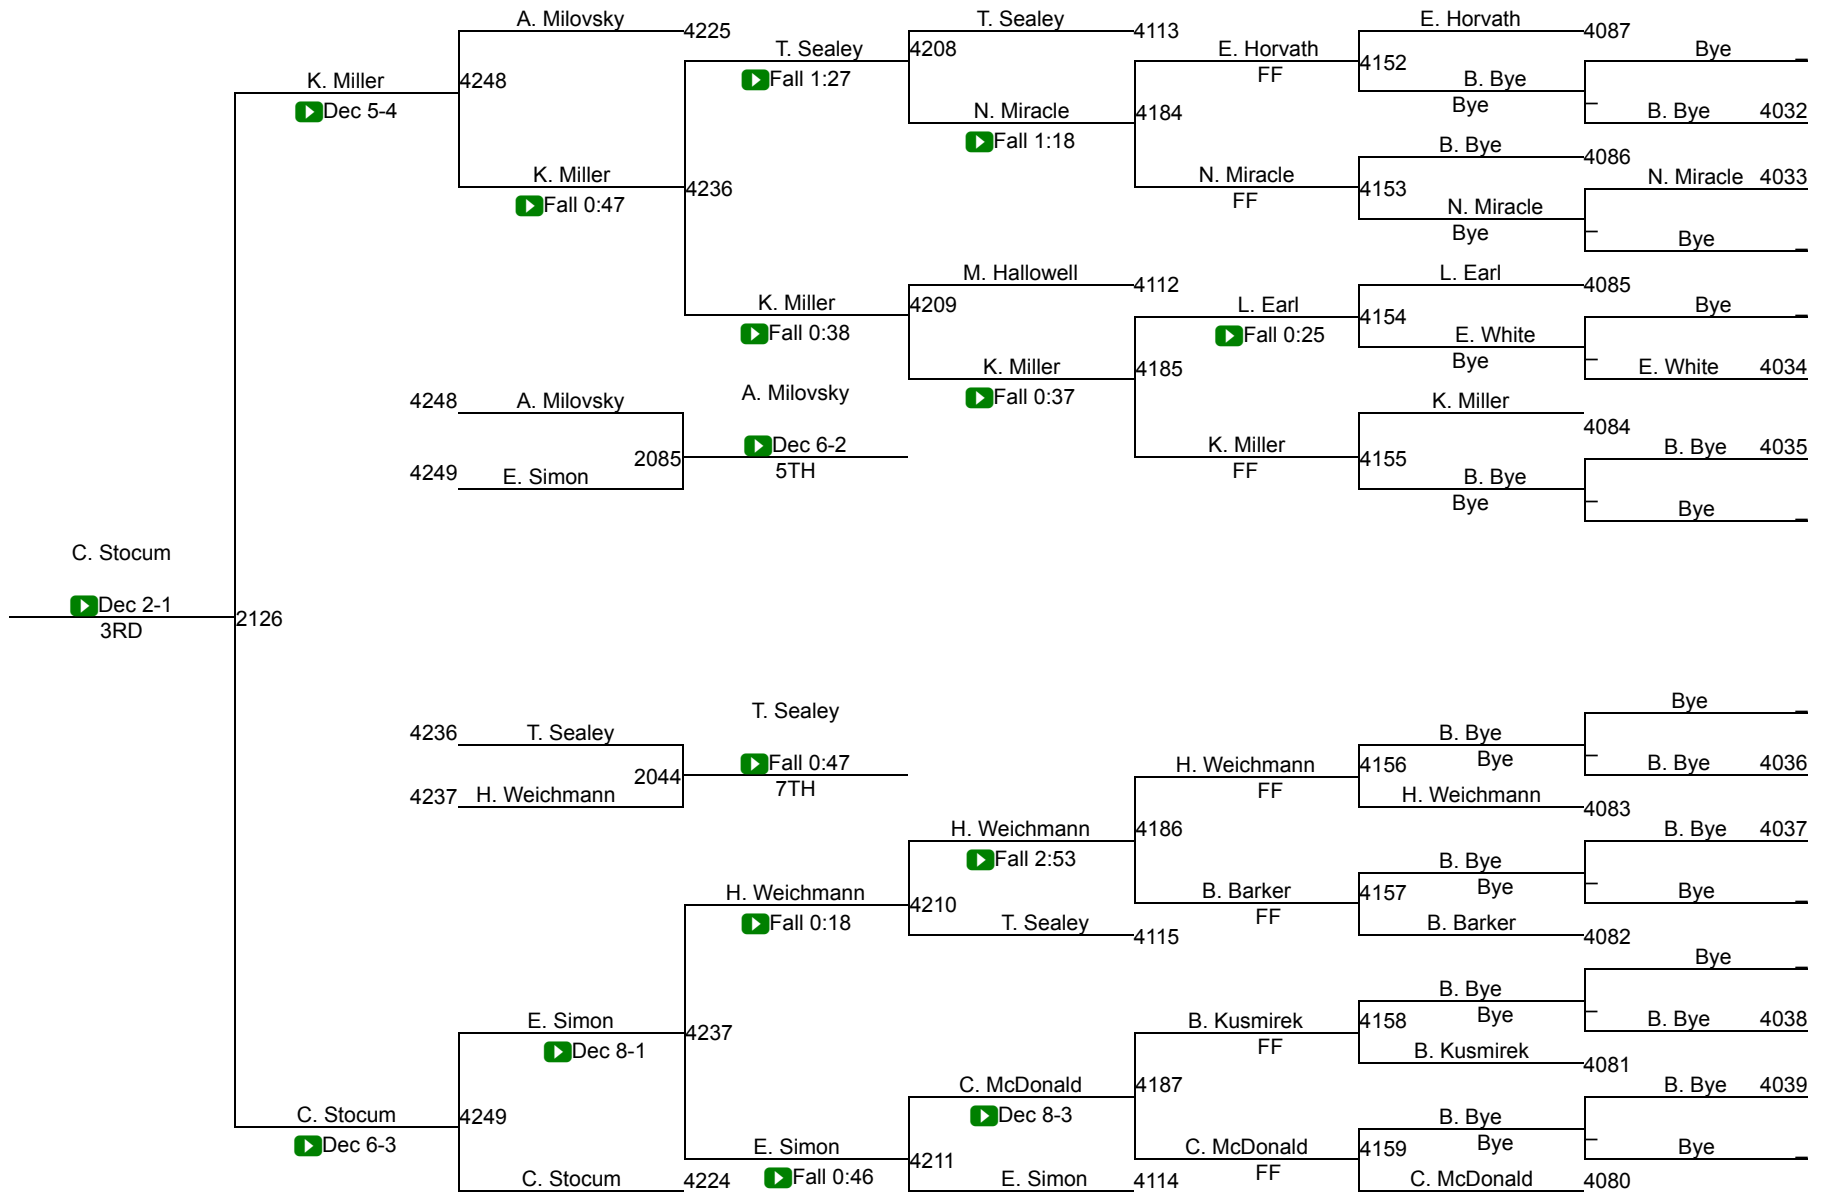 A. Milovsky
T. Sealey
E. Horvath
4225
4113
4087
T. Sealey
4208
E. Horvath
Bye _
Fall 1:27
FF
4152
K. Miller
4248
B. Bye
Bye
_
B. Bye 4032
Dec 5-4
N. Miracle
4184
Fall 1:18
B. Bye
4086
K. Miller
4236
N. Miracle
4153
N. Miracle 4033
Fall 0:47
FF
N. Miracle
Bye
_
Bye _
M. Hallowell
4112
L. Earl
4085
K. Miller
4209
L. Earl
4154
Bye _
Fall 0:38
Fall 0:25
E. White
Bye
_
E. White 4034
K. Miller
4185
Fall 0:37
4248 A. Milovsky
A. Milovsky
K. Miller
4084
2085
Dec 6-2
5TH
K. Miller
4155
B. Bye 4035
FF
4249 E. Simon
B. Bye
Bye
_
Bye _
C. Stocum
Dec 2-1
3RD
2126
T. Sealey
Bye _
4236 T. Sealey
B. Bye
Bye
_
B. Bye 4036
2044
Fall 0:47
7TH
H. Weichmann
4156
FF
4237 H. Weichmann
H. Weichmann
4083
H. Weichmann
4186
B. Bye 4037
Fall 2:53
B. Bye
Bye
_
Bye _
H. Weichmann
4210
B. Barker
4157
Fall 0:18
FF
T. Sealey
4115
B. Barker
4082
Bye _
B. Bye
Bye
_
B. Bye 4038
E. Simon
4237
B. Kusmirek
4158
Dec 8-1
FF
B. Kusmirek
4081
C. McDonald
4187
B. Bye 4039
Dec 8-3
C. Stocum
4249
B. Bye
Bye
_
Bye _
Dec 6-3
E. Simon
4211
C. McDonald
4159
Fall 0:46
FF
C. Stocum
4224
E. Simon
4114
C. McDonald
4080